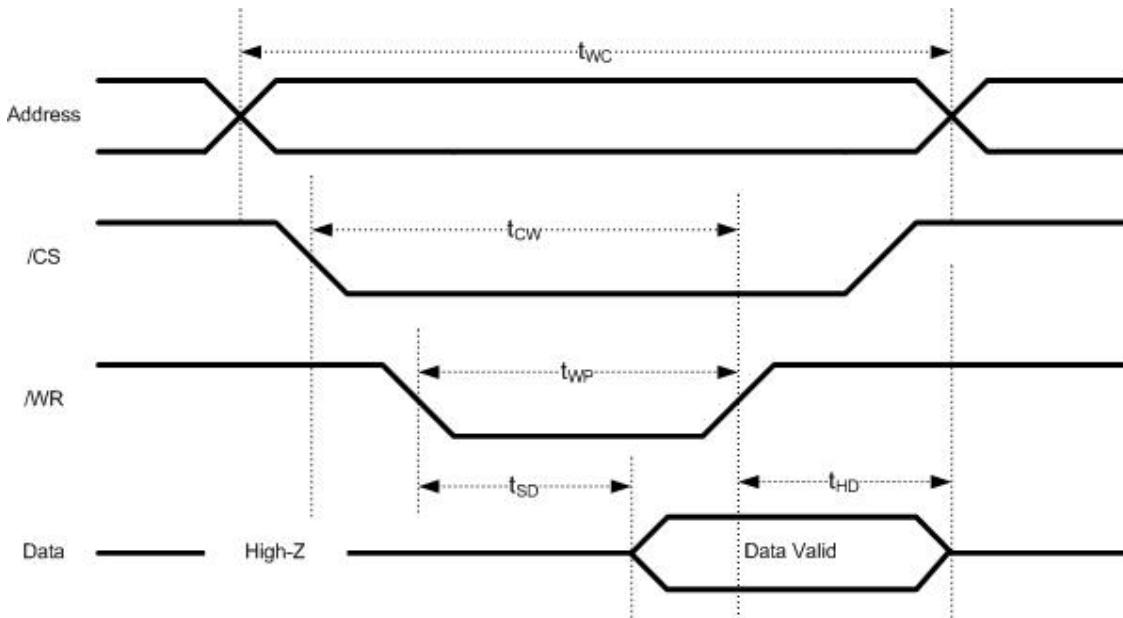 tWC
Address
tCW
/CS
tWP
/WR
tSD
tHD
Data
High-Z
Data Valid